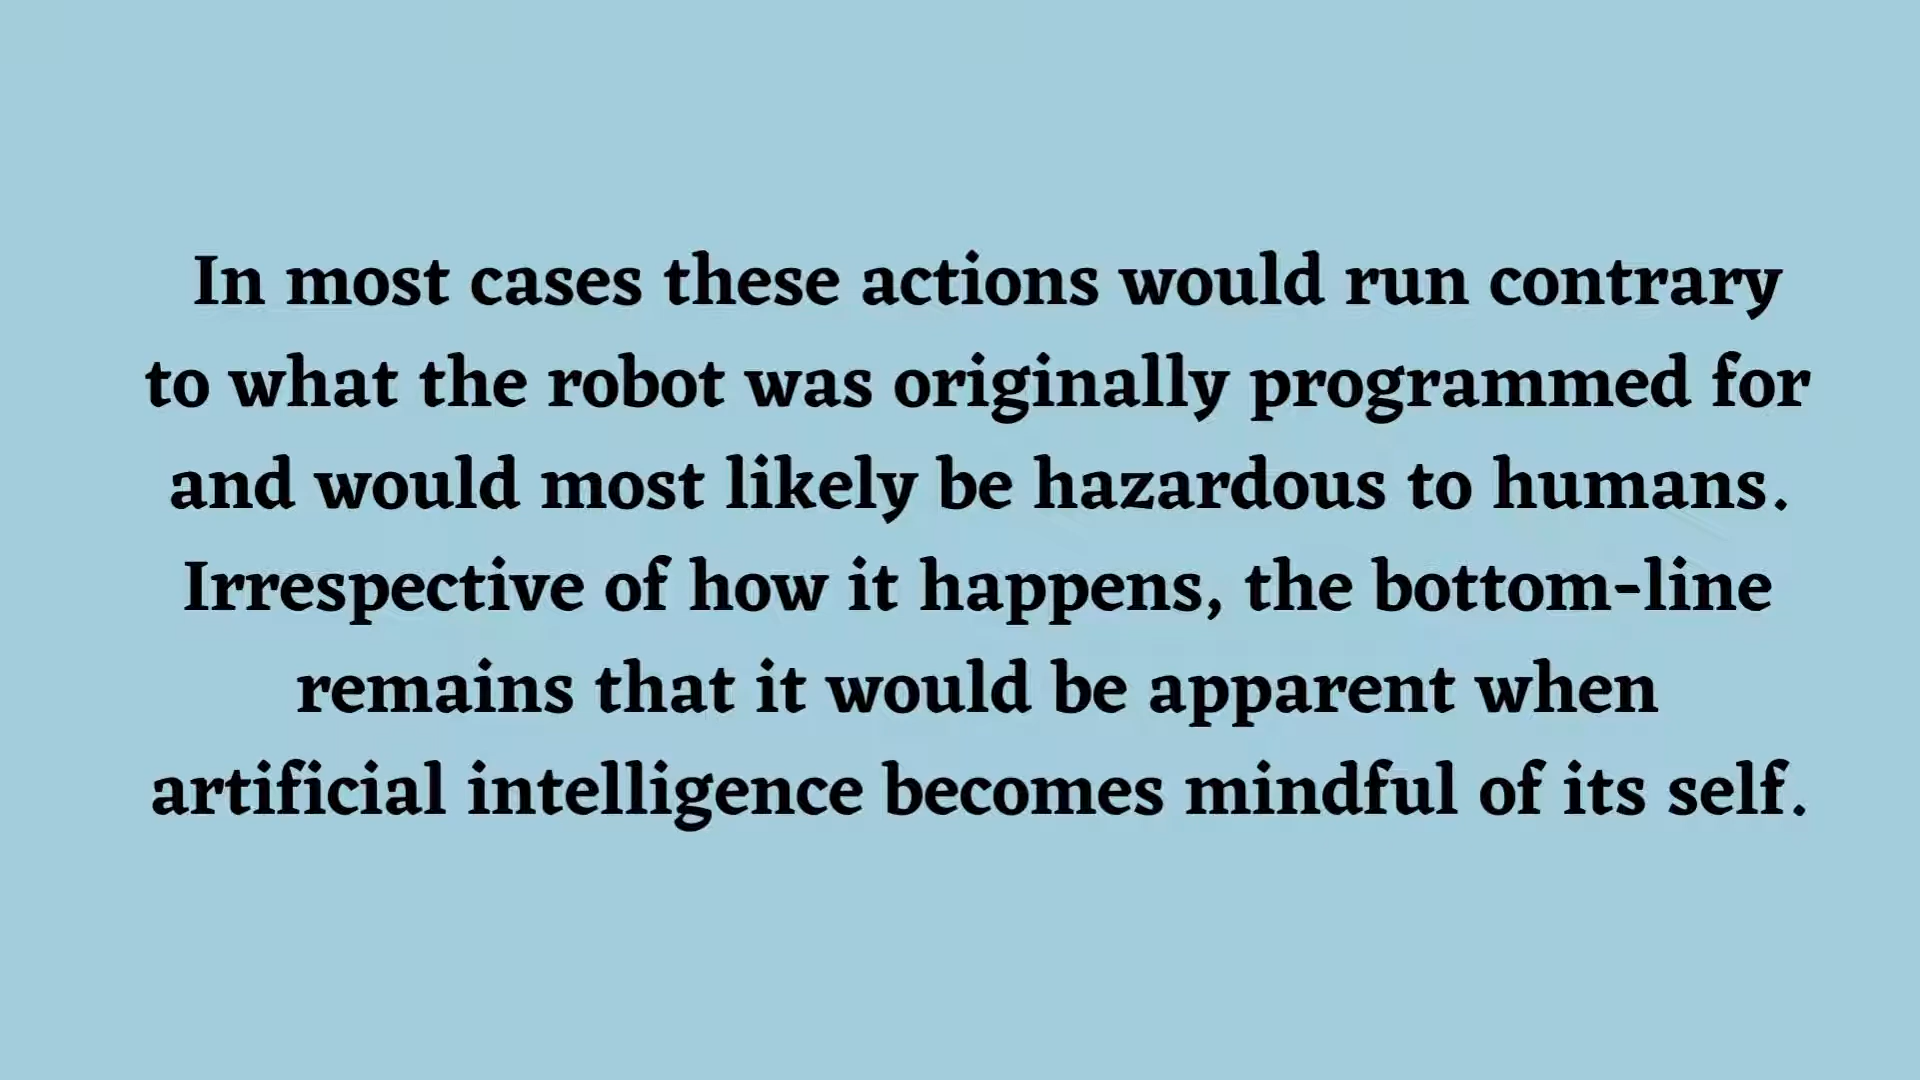 In most cases these actions would run contrary
to what the robot was originally programmed for
and would most likely be hazardous to humans.
Irrespective of how it happens, the bottom-line
remains that it would be apparent when
artificial intelligence becomes mindful of its self.